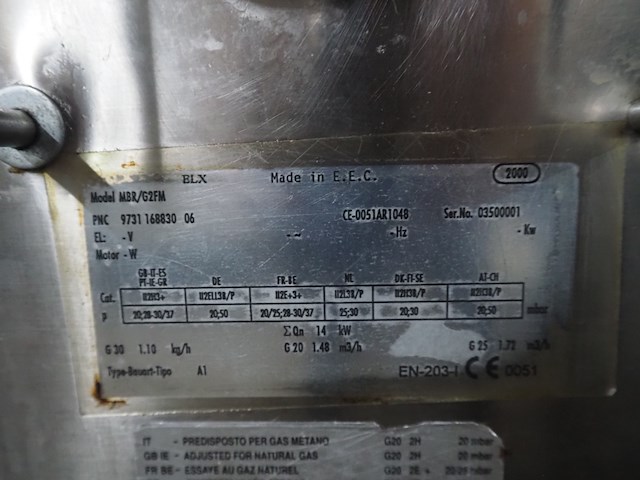 ELX Made in E.E.C. 2000
Model MBR/G2FM
PNC 9731168830 06 CE-0051AR1048 Ser.No. 03500001
EL: -V -- -Hz - Kw
Motor -W
GB-IT-ES
PT-IE-GR DE FR-BE NL DK-FI-SE AT-CH
Cat. II2H3+ II2ELL3B/P II2E+3+ II2L3B/P II2H3B/P II2H3B/P
P 20;28-30/37 20;50 20/25;28-30/37 25;30 20;30 20;50 mbar
ΣQn 14 kW
G 30 1.10 kg/h G 20 1.48 m3/h G 25 1.72 m3/h
Type-Bauart-Tipo A1 EN-203-I CE 0051
IT - PREDISPOSTO PER GAS METANO G20 2H 20 mbar
GB IE - ADJUSTED FOR NATURAL GAS G20 2H 20 mbar
FR BE - ESSAYE AU GAZ NATUREL G20 2E + 20/25 mbar